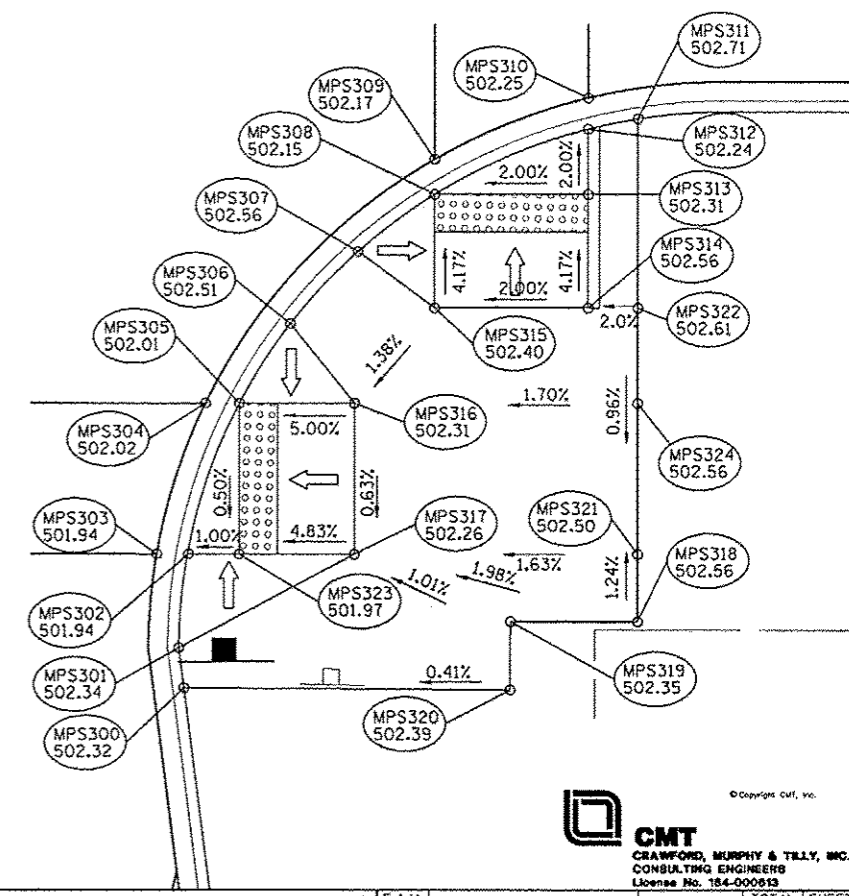 MPS311
502.71
MPS310
502.25
MPS309
502.17
MPS308
502.15
MPS312
502.24
MPS307
502.56
MPS313
502.31
MPS306
502.51
MPS314
502.56
MPS305
502.01
MPS322
502.61
MPS315
502.40
MPS304
502.02
MPS316
502.31
MPS324
502.56
MPS303
501.94
MPS317
502.26
MPS321
502.50
MPS318
502.56
MPS302
501.94
MPS323
501.97
MPS301
502.34
MPS319
502.35
MPS300
502.32
MPS320
502.39
2.00%
2.00%
4.17%
4.17%
2.00%
2.0%
1.38%
1.70%
0.96%
5.00%
0.50%
0.63%
1.00%
4.83%
1.63%
1.98%
1.01%
1.24%
0.41%
© Copyright CMT, Inc.
CMT
CRAWFORD, MURPHY & TILLY, INC.
CONSULTING ENGINEERS
License No. 184-000613